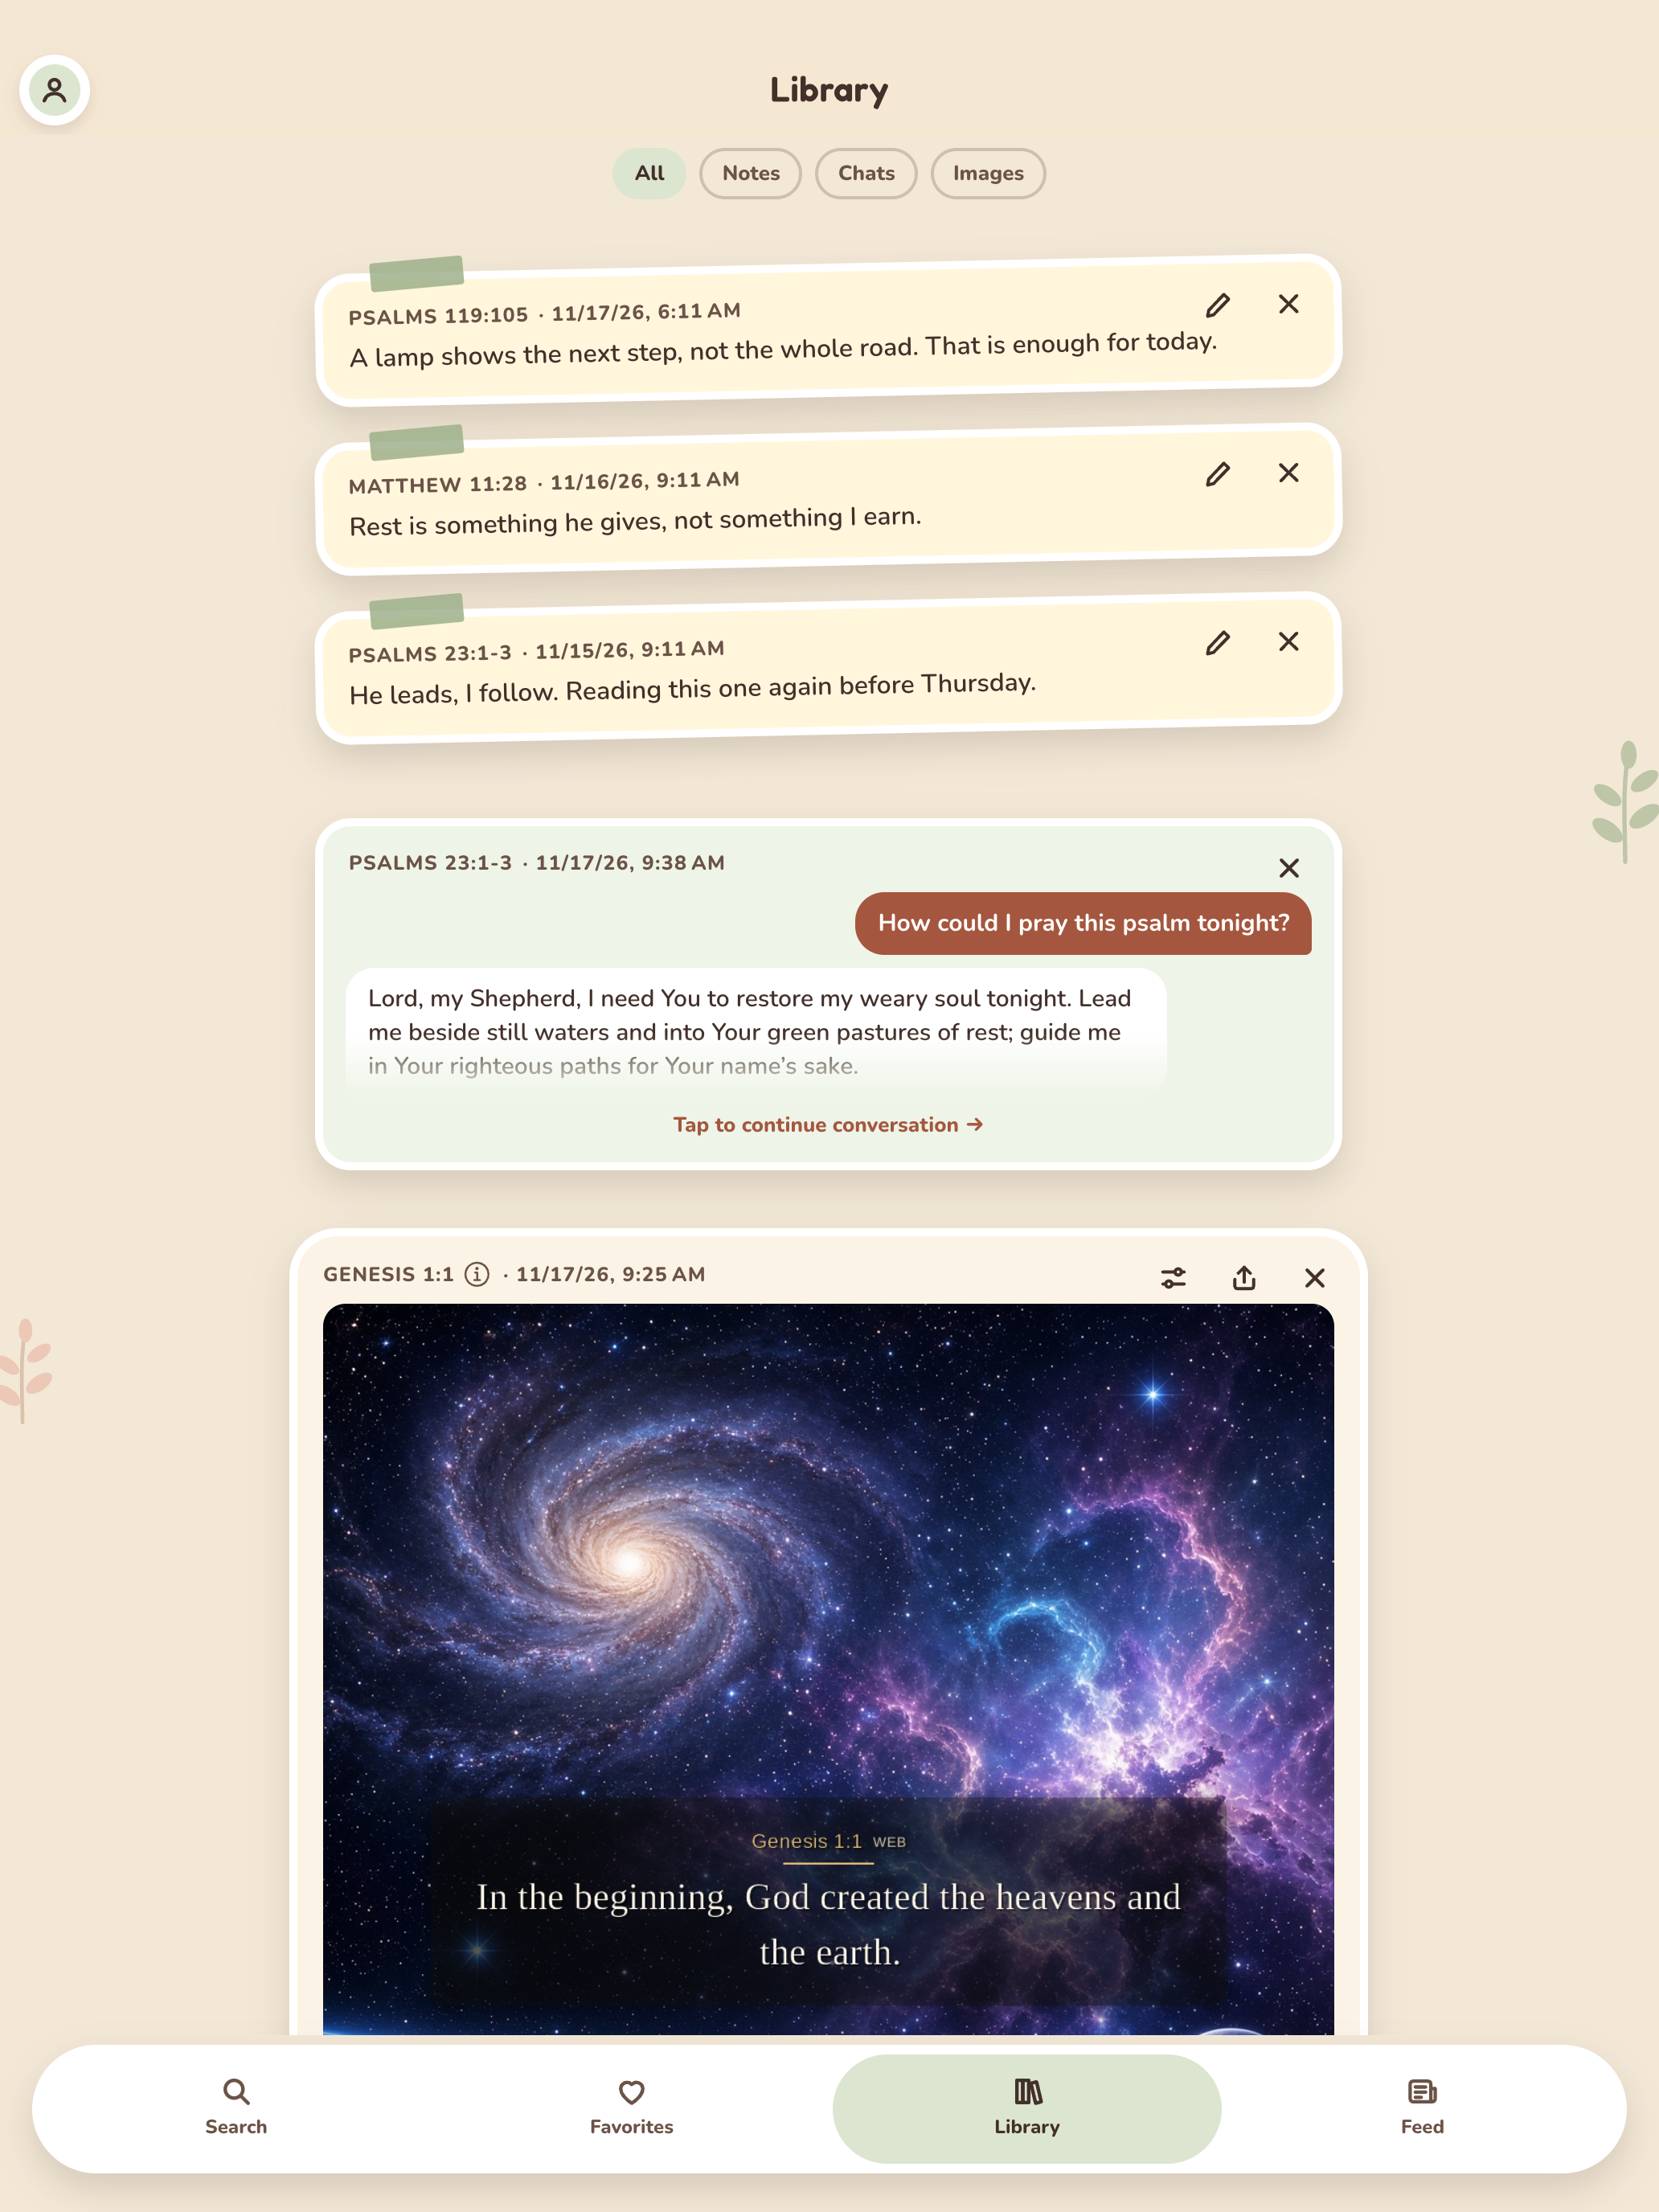 Library
All Notes Chats Images
PSALMS 119:105 · 11/17/26, 6:11 AM
A lamp shows the next step, not the whole road. That is enough for today.
MATTHEW 11:28 · 11/16/26, 9:11 AM
Rest is something he gives, not something I earn.
PSALMS 23:1-3 · 11/15/26, 9:11 AM
He leads, I follow. Reading this one again before Thursday.
PSALMS 23:1-3 · 11/17/26, 9:38 AM
How could I pray this psalm tonight?
Lord, my Shepherd, I need You to restore my weary soul tonight. Lead
me beside still waters and into Your green pastures of rest; guide me
in Your righteous paths for Your name’s sake.
Tap to continue conversation →
GENESIS 1:1 · 11/17/26, 9:25 AM
Genesis 1:1 WEB
In the beginning, God created the heavens and
the earth.
Search Favorites Library Feed